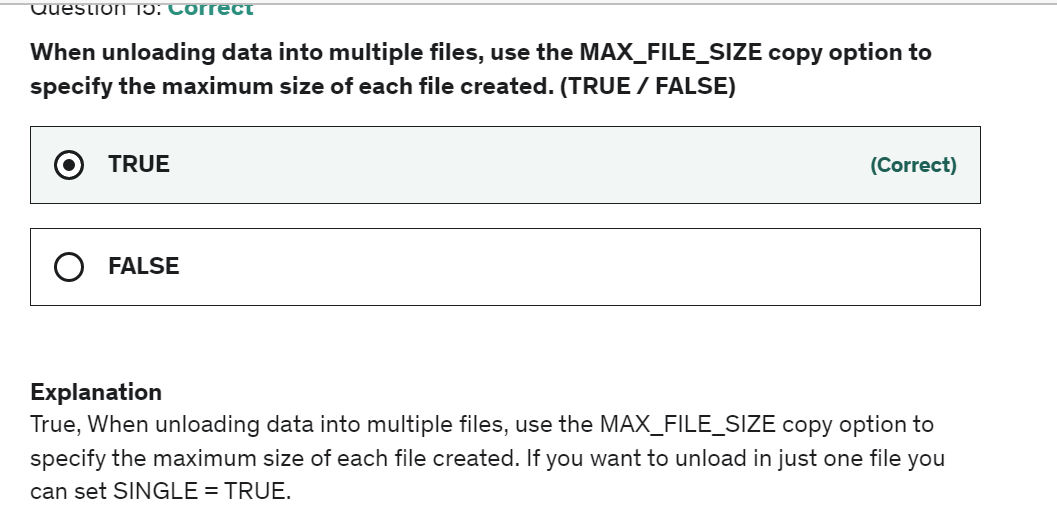 Question 15: Correct
When unloading data into multiple files, use the MAX_FILE_SIZE copy option to
specify the maximum size of each file created. (TRUE / FALSE)
TRUE
(Correct)
FALSE
Explanation
True, When unloading data into multiple files, use the MAX_FILE_SIZE copy option to
specify the maximum size of each file created. If you want to unload in just one file you
can set SINGLE = TRUE.